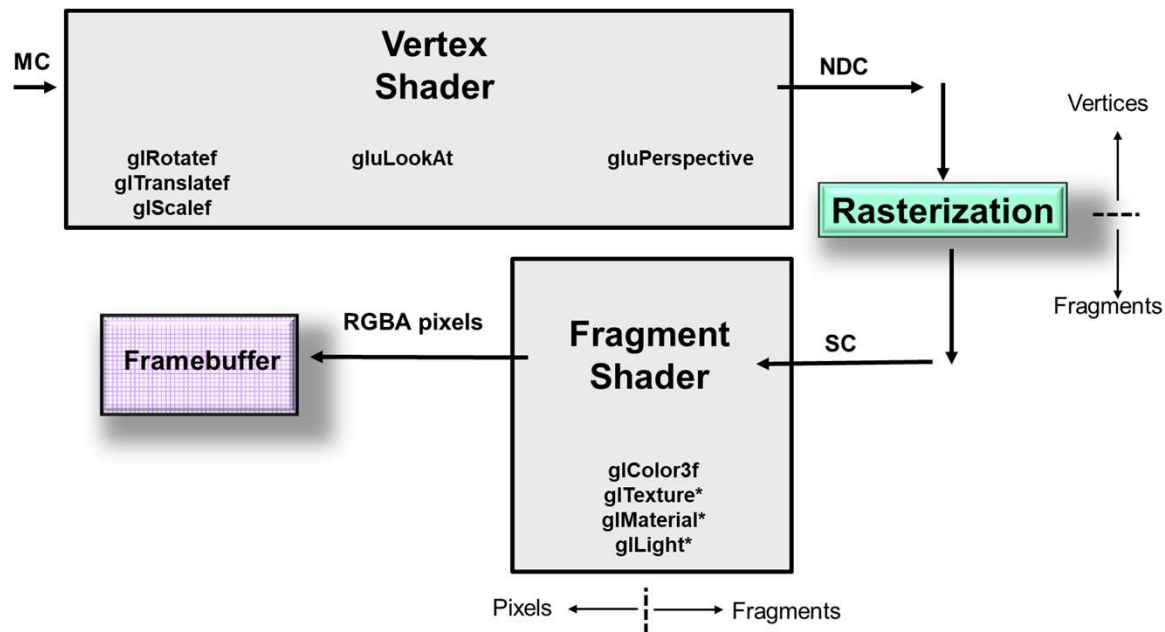 MC
Vertex
Shader
NDC
glRotatef
glTranslatef
glScalef
gluLookAt
gluPerspective
Vertices
Rasterization
Fragments
Framebuffer
RGBA pixels
Fragment
Shader
SC
glColor3f
glTexture*
glMaterial*
glLight*
Pixels
Fragments